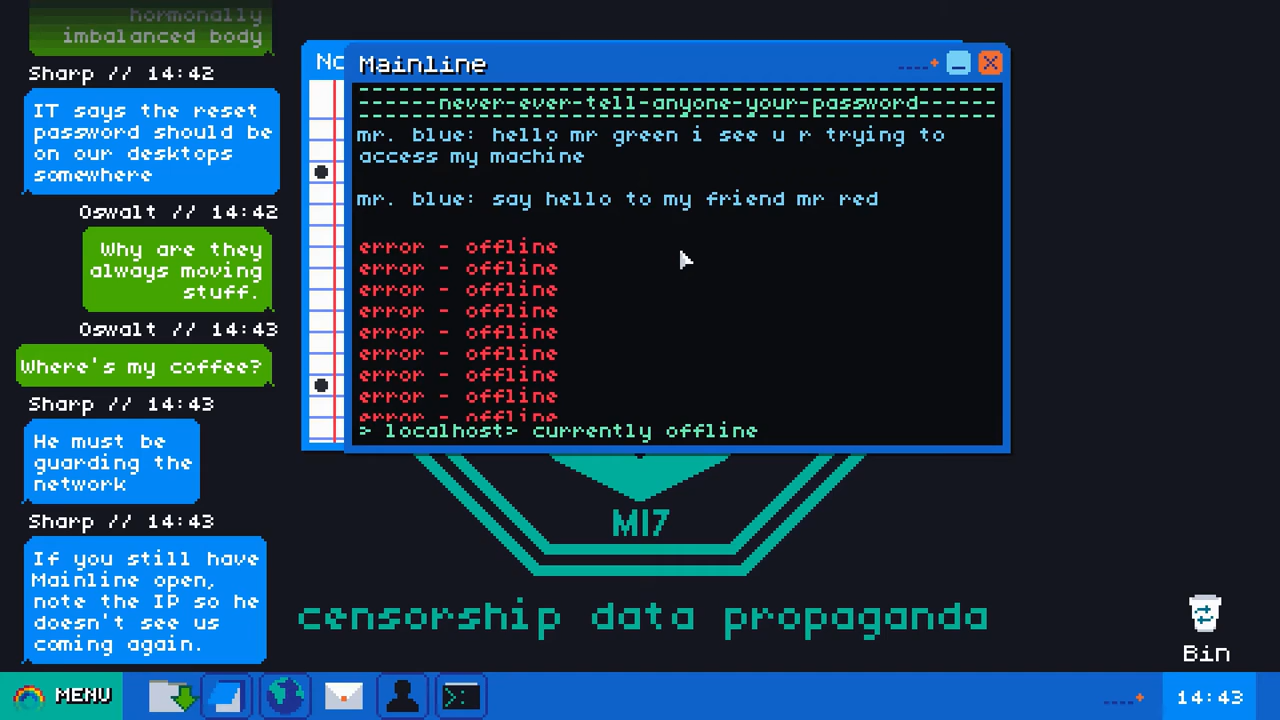 hormonally
imbalanced body
Sharp // 14:42
IT says the reset
password should be
on our desktops
somewhere
Oswalt // 14:42
Why are they
always moving
stuff.
Oswalt // 14:43
Where's my coffee?
Sharp // 14:43
He must be
guarding the
network
Sharp // 14:43
If you still have
Mainline open,
note the IP so he
doesn't see us
coming again.
Mainline
------never-ever-tell-anyone-your-password------
mr. blue: hello mr green i see u r trying to
access my machine
mr. blue: say hello to my friend mr red
error - offline
error - offline
error - offline
error - offline
error - offline
error - offline
error - offline
error - offline
error - offline
> localhost> currently offline
MI7
censorship data propaganda
Bin
MENU
14:43